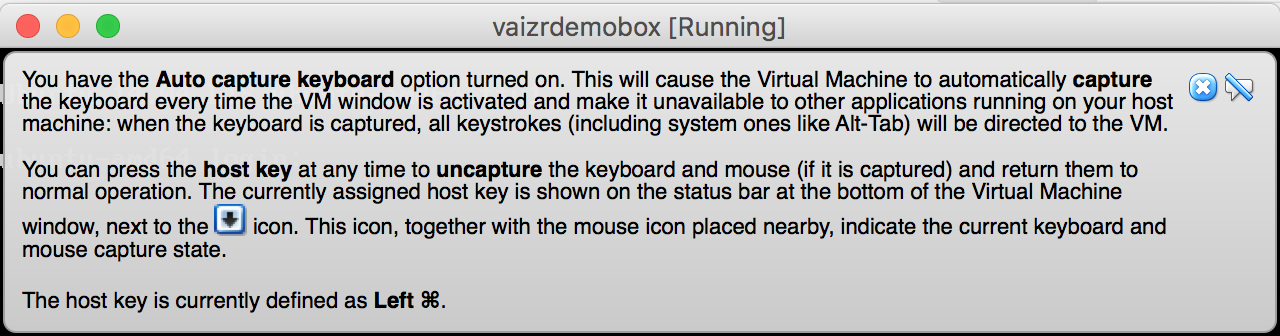 vaizrdemobox [Running]
You have the Auto capture keyboard option turned on. This will cause the Virtual Machine to automatically capture
the keyboard every time the VM window is activated and make it unavailable to other applications running on your host
machine: when the keyboard is captured, all keystrokes (including system ones like Alt-Tab) will be directed to the VM.
You can press the host key at any time to uncapture the keyboard and mouse (if it is captured) and return them to
normal operation. The currently assigned host key is shown on the status bar at the bottom of the Virtual Machine
window, next to the icon. This icon, together with the mouse icon placed nearby, indicate the current keyboard and
mouse capture state.
The host key is currently defined as Left ⌘.